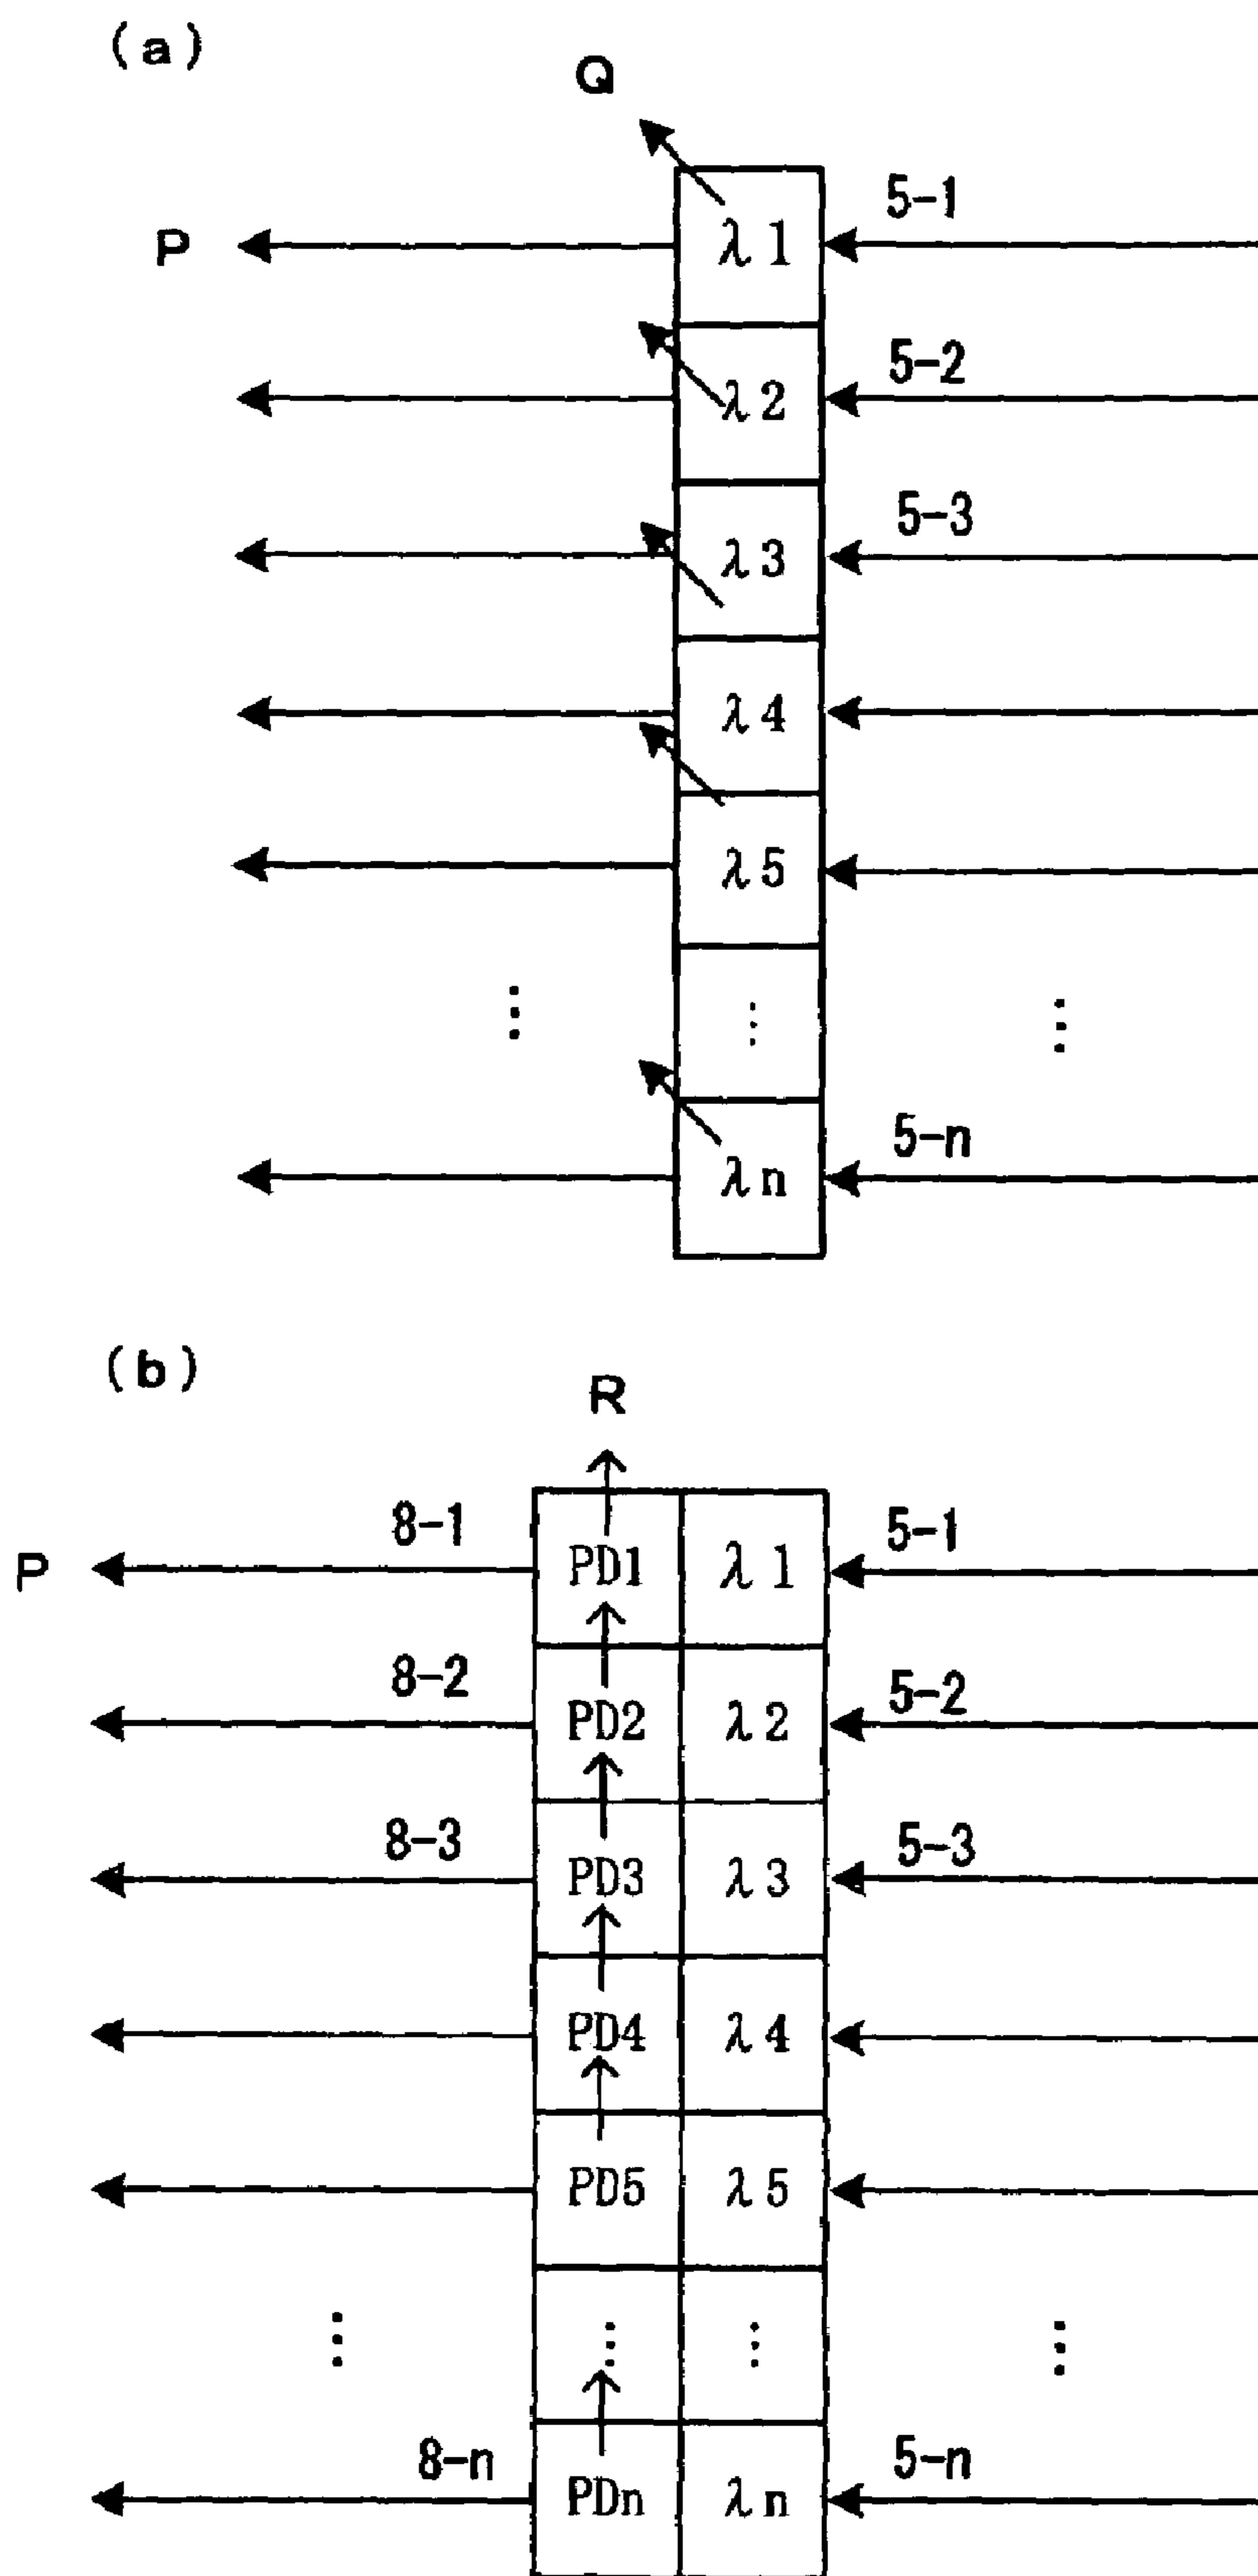 (a)
Q
P λ1 5-1
λ2 5-2
λ3 5-3
λ4
λ5
⋮ ⋮ ⋮
λn 5-n
(b)
R
P 8-1 PD1 λ1 5-1
8-2 PD2 λ2 5-2
8-3 PD3 λ3 5-3
PD4 λ4
PD5 λ5
⋮ ⋮ ⋮ ⋮
8-n PDn λn 5-n